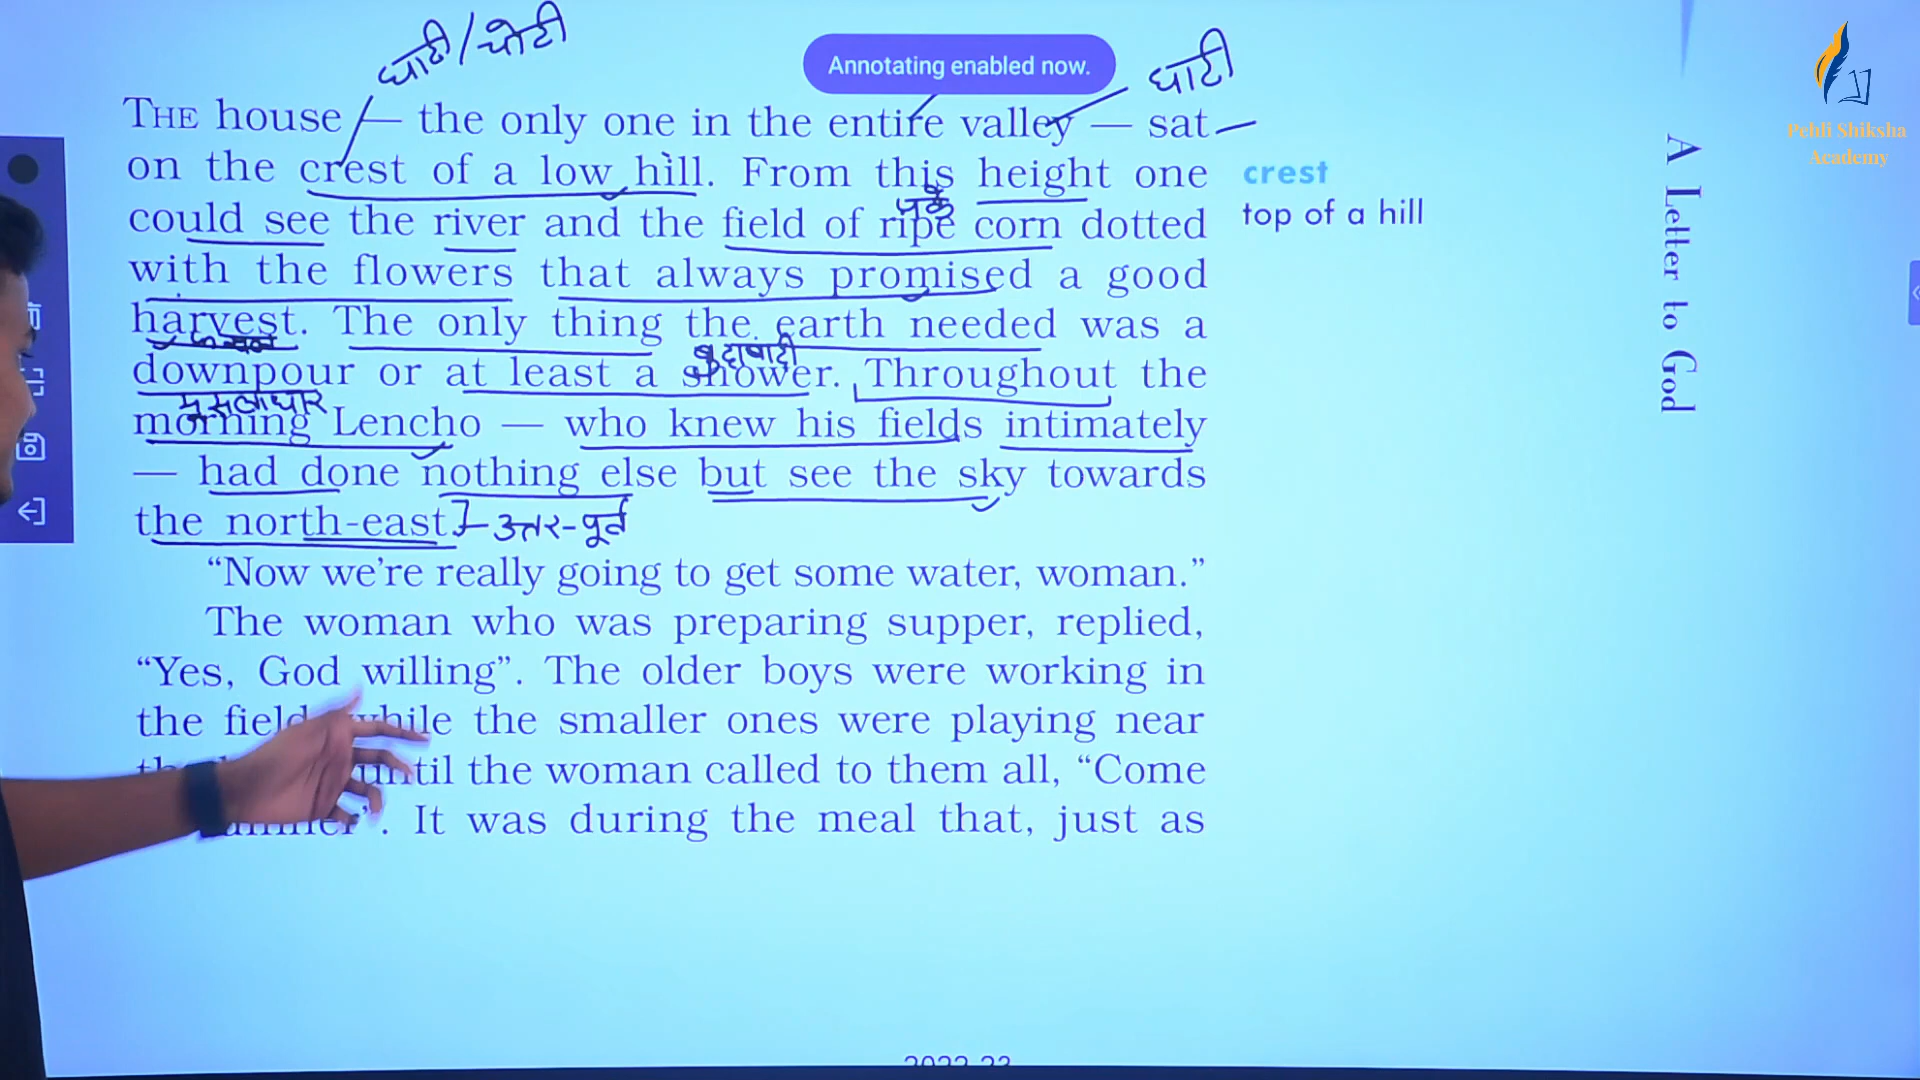 घाटी/चोटी
Annotating enabled now.
घाटी
Pehli Shiksha
Academy
THE house — the only one in the entire valley — sat
on the crest of a low hill. From this height one
crest
top of a hill
पके
could see the river and the field of ripe corn dotted
with the flowers that always promised a good
harvest. The only thing the earth needed was a
फसल
बुदाबादी
downpour or at least a shower. Throughout the
मूसलाधार
morning Lencho — who knew his fields intimately
— had done nothing else but see the sky towards
the north-east. उत्तर-पूर्व
“Now we’re really going to get some water, woman.”
The woman who was preparing supper, replied,
“Yes, God willing”. The older boys were working in
the field while the smaller ones were playing near
until the woman called to them all, “Come
dinner”. It was during the meal that, just as
A Letter to God
2022-23